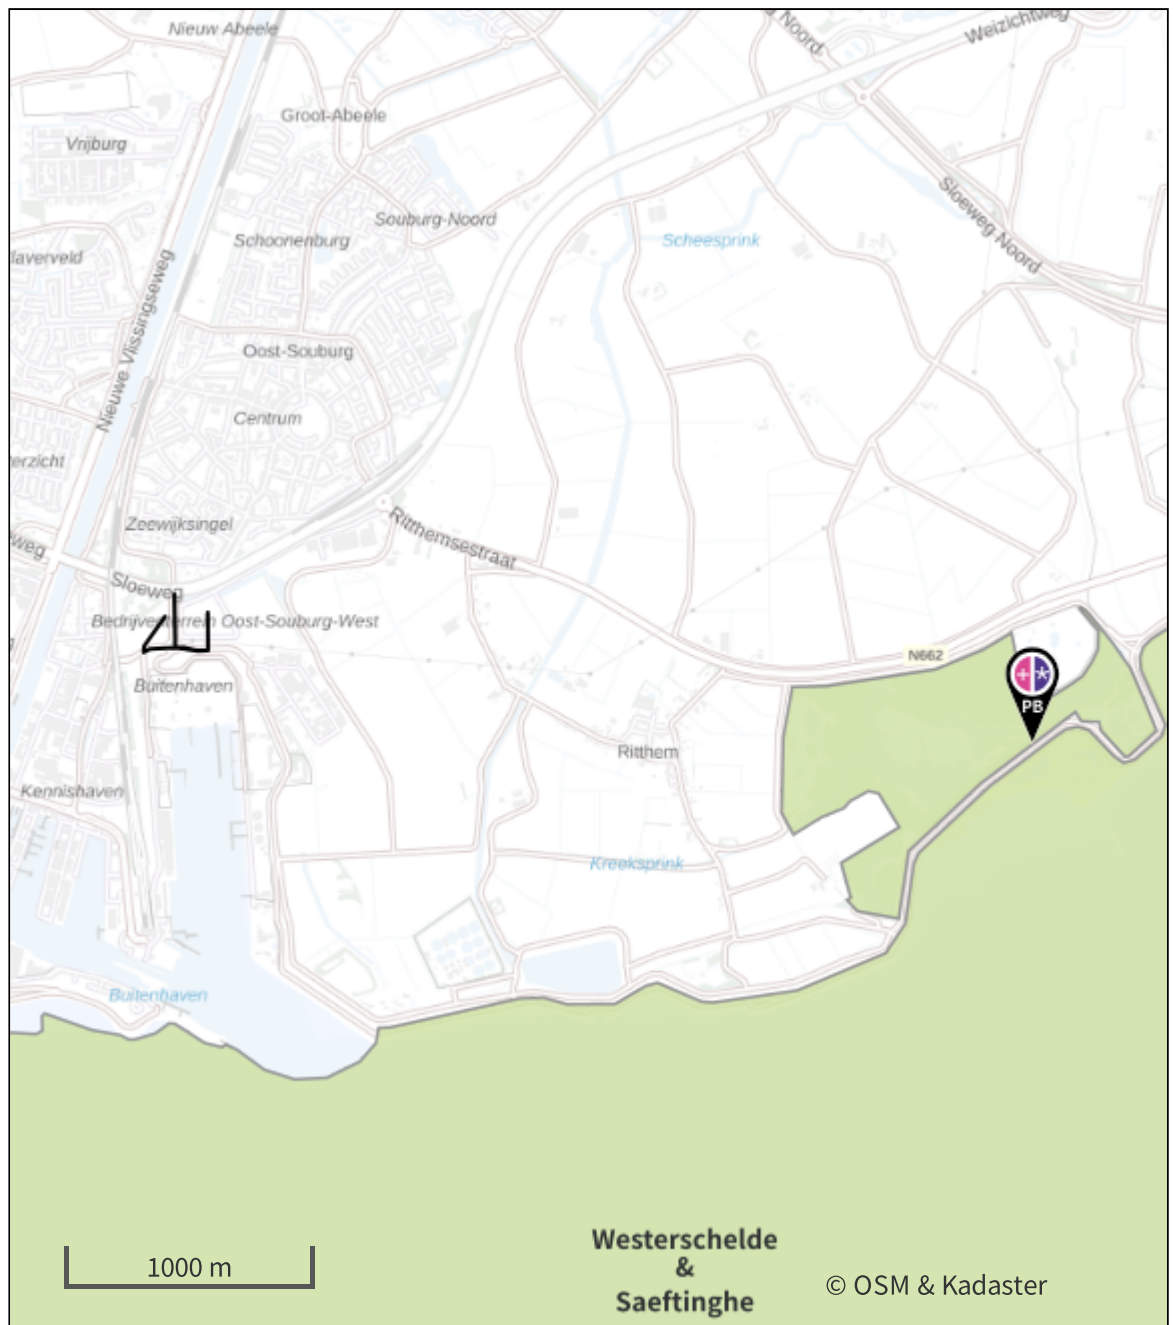 Nieuw Abeele
Noord
Weizichtweg
Groot-Abeele
Vrijburg
Souburg-Noord
Sloeweg Noord
Schoonenburg
Scheesprink
laverveld
Nieuwe Vlissingseweg
Oost-Souburg
Centrum
erzicht
Zeewijksingel
Ritthemsestraat
weg
Sloeweg
Bedrijventerrein Oost-Souburg-West
N662
Buitenhaven
PB
Ritthem
Kennishaven
Kreeksprink
Buitenhaven
Westerschelde
&
Saeftinghe
1000 m
© OSM & Kadaster